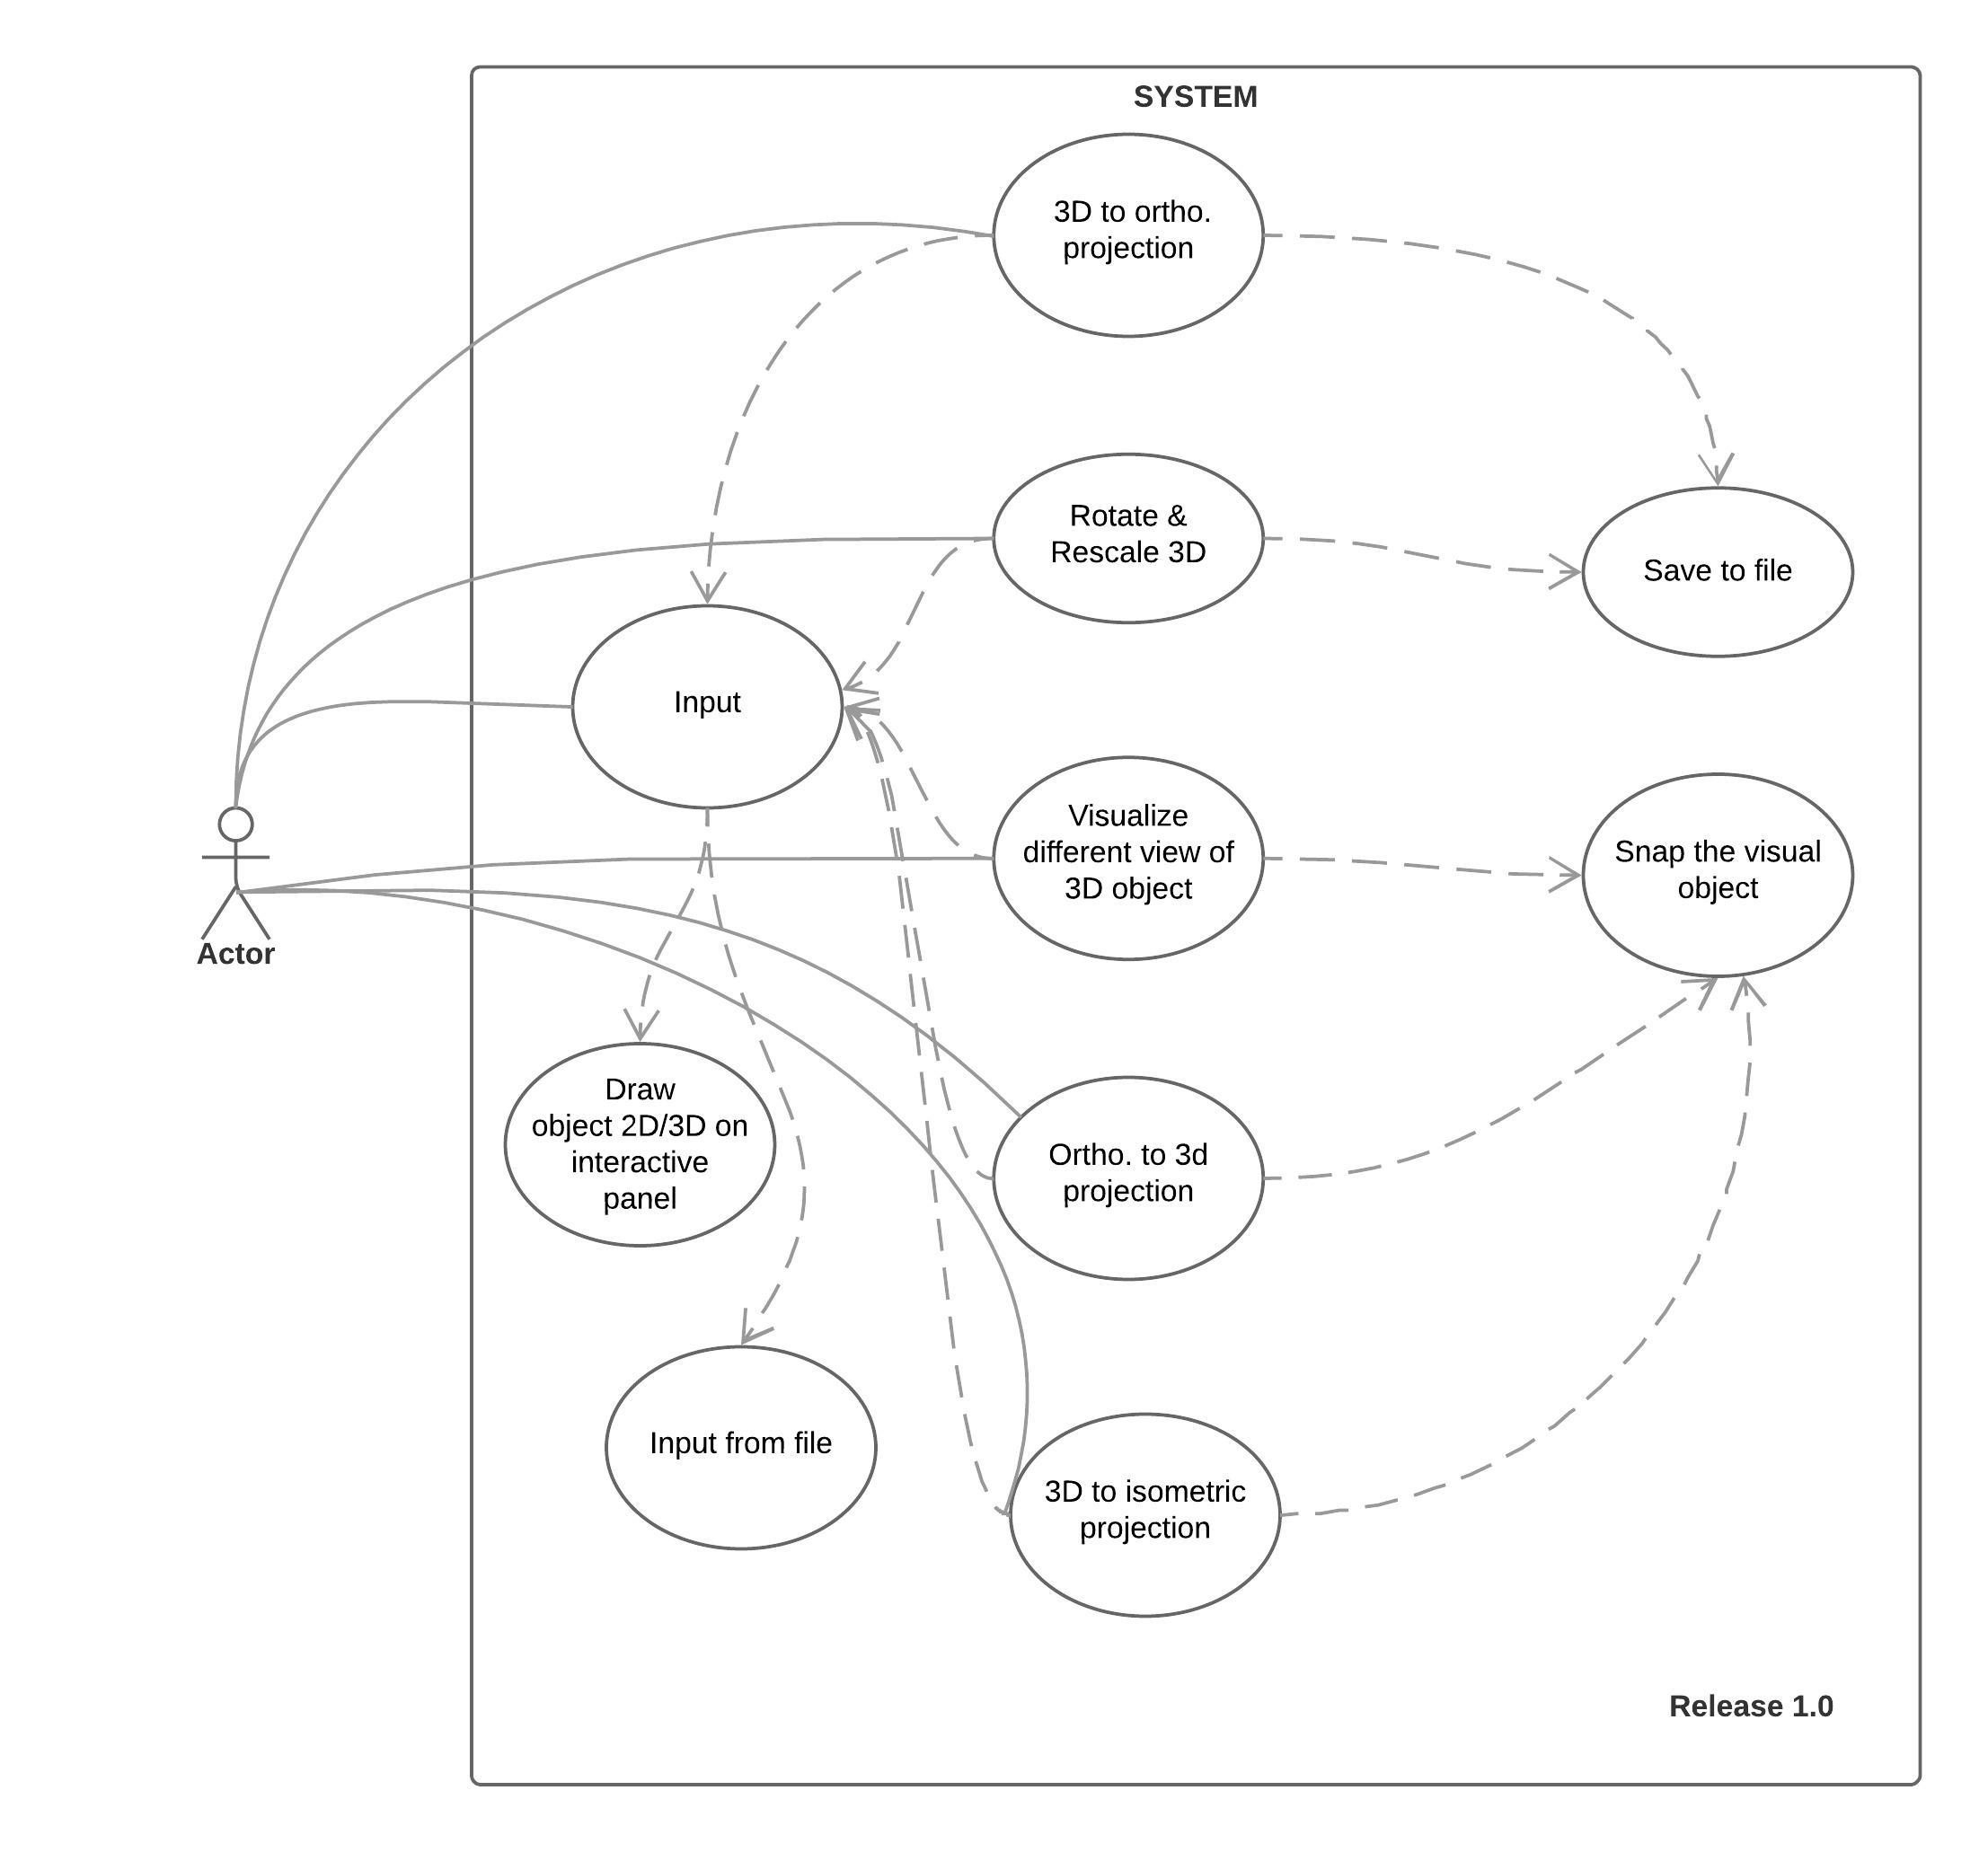 SYSTEM
3D to ortho.
projection
Rotate &
Rescale 3D
Save to file
Input
Visualize
different view of
3D object
Snap the visual
object
Actor
Draw
object 2D/3D on
interactive
panel
Ortho. to 3d
projection
Input from file
3D to isometric
projection
Release 1.0